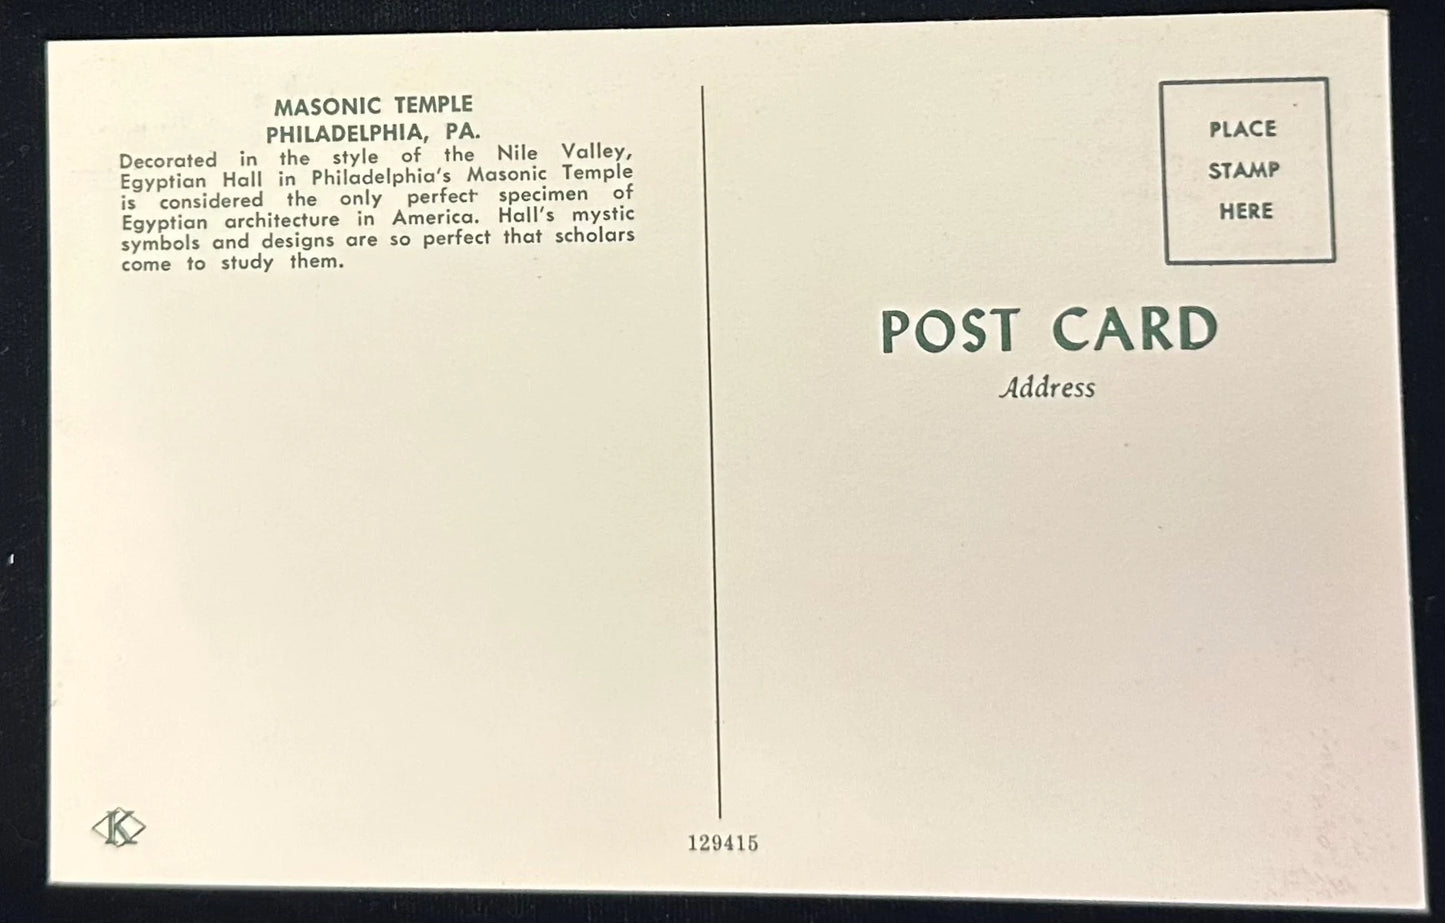 MASONIC TEMPLE
PHILADELPHIA, PA.
Decorated in the style of the Nile Valley,
Egyptian Hall in Philadelphia's Masonic Temple
is considered the only perfect specimen of
Egyptian architecture in America. Hall's mystic
symbols and designs are so perfect that scholars
come to study them.
PLACE
STAMP
HERE
POST CARD
Address
K
129415